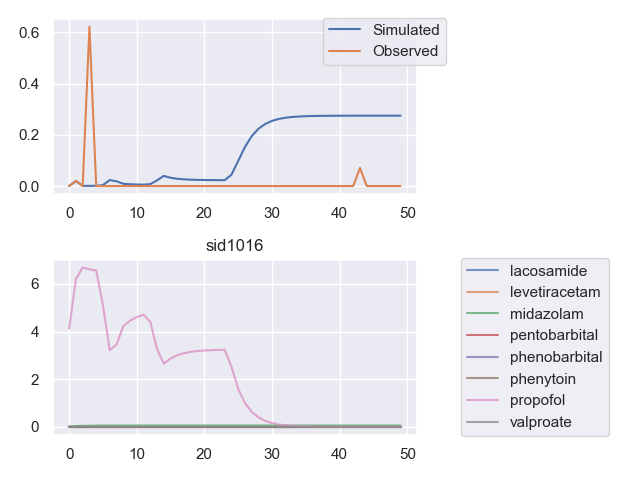 0.6
0.4
0.2
0.0
0 10 20 30 40 50
Simulated
Observed
sid1016
6
4
2
0
0 10 20 30 40 50
lacosamide
levetiracetam
midazolam
pentobarbital
phenobarbital
phenytoin
propofol
valproate